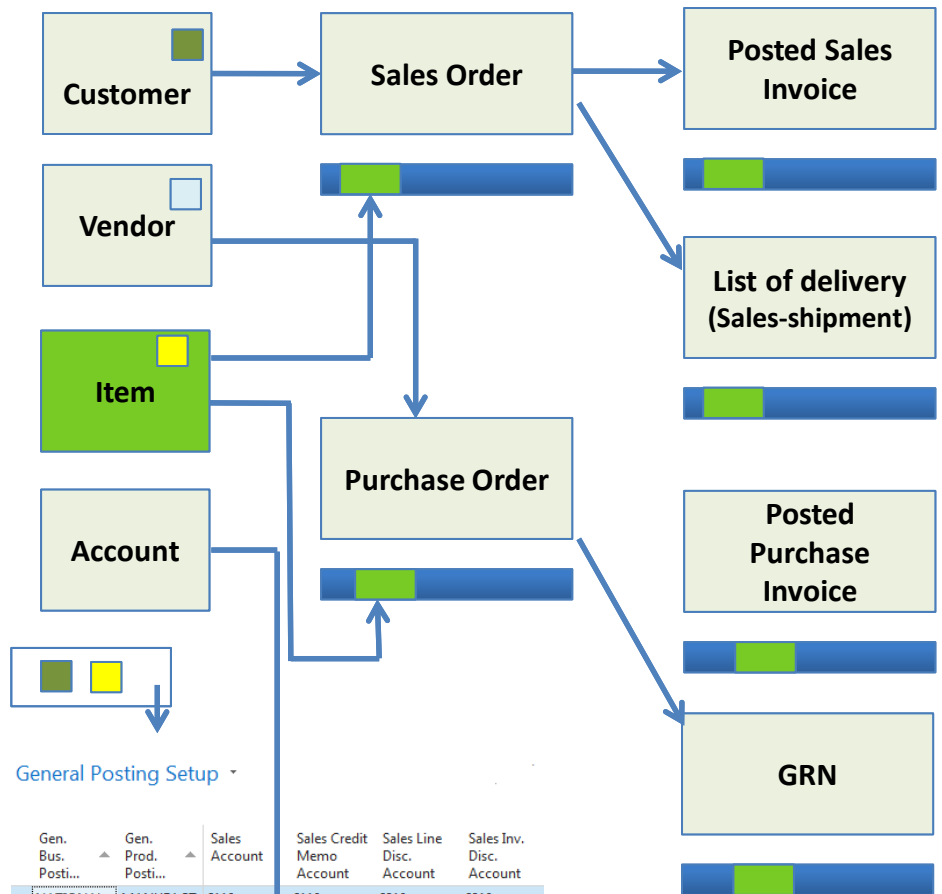 Customer
Sales Order
Posted Sales
Invoice
Vendor
List of delivery
(Sales-shipment)
Item
Purchase Order
Account
Posted
Purchase
Invoice
GRN
General Posting Setup
Gen. Bus. Posti...
Gen. Prod. Posti...
Sales Account
Sales Credit Memo Account
Sales Line Disc. Account
Sales Inv. Disc. Account